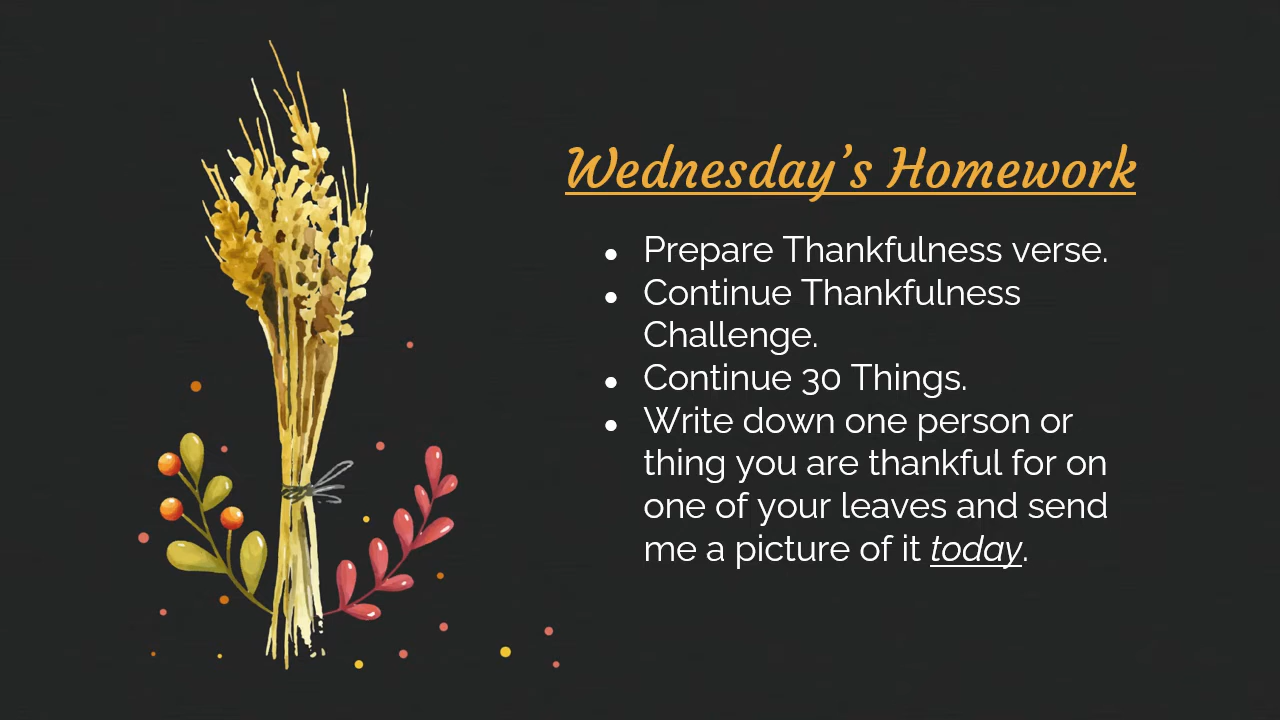 Wednesday’s Homework
● Prepare Thankfulness verse.
● Continue Thankfulness
Challenge.
● Continue 30 Things.
● Write down one person or
thing you are thankful for on
one of your leaves and send
me a picture of it today.